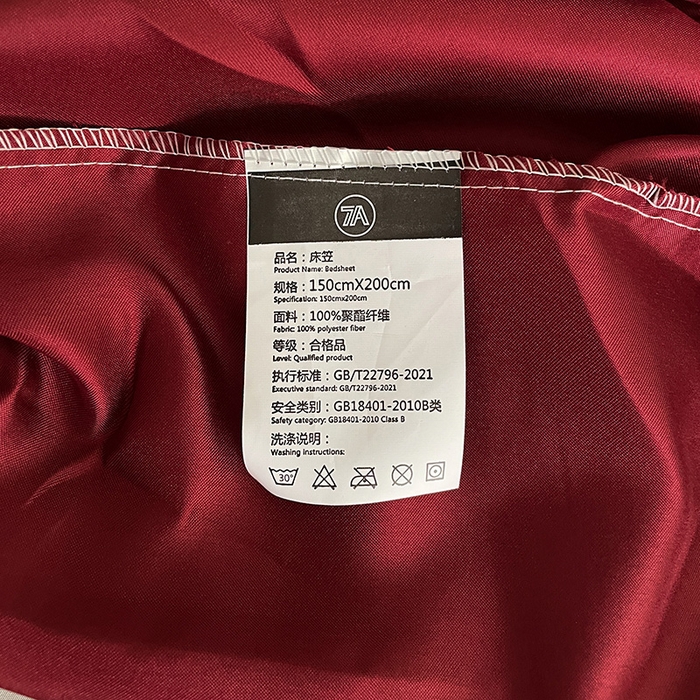 7A
品名：床笠
Product Name: Bedsheet
规格：150cmX200cm
Specification: 150cmx200cm
面料：100%聚酯纤维
Fabric: 100% polyester fiber
等级：合格品
Level: Qualified product
执行标准：GB/T22796-2021
Executive standard: GB/T22796-2021
安全类别：GB18401-2010B类
Safety category: GB18401-2010 Class B
洗涤说明：
Washing instructions:
30°